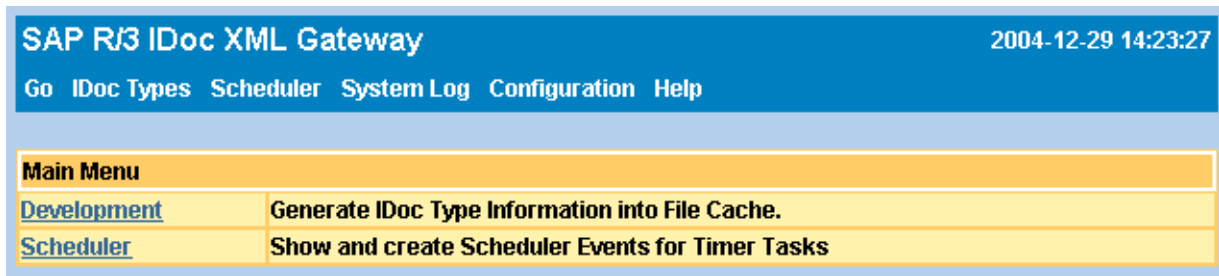 SAP R/3 IDoc XML Gateway 2004-12-29 14:23:27
Go IDoc Types Scheduler System Log Configuration Help
Main Menu
Development Generate IDoc Type Information into File Cache.
Scheduler Show and create Scheduler Events for Timer Tasks